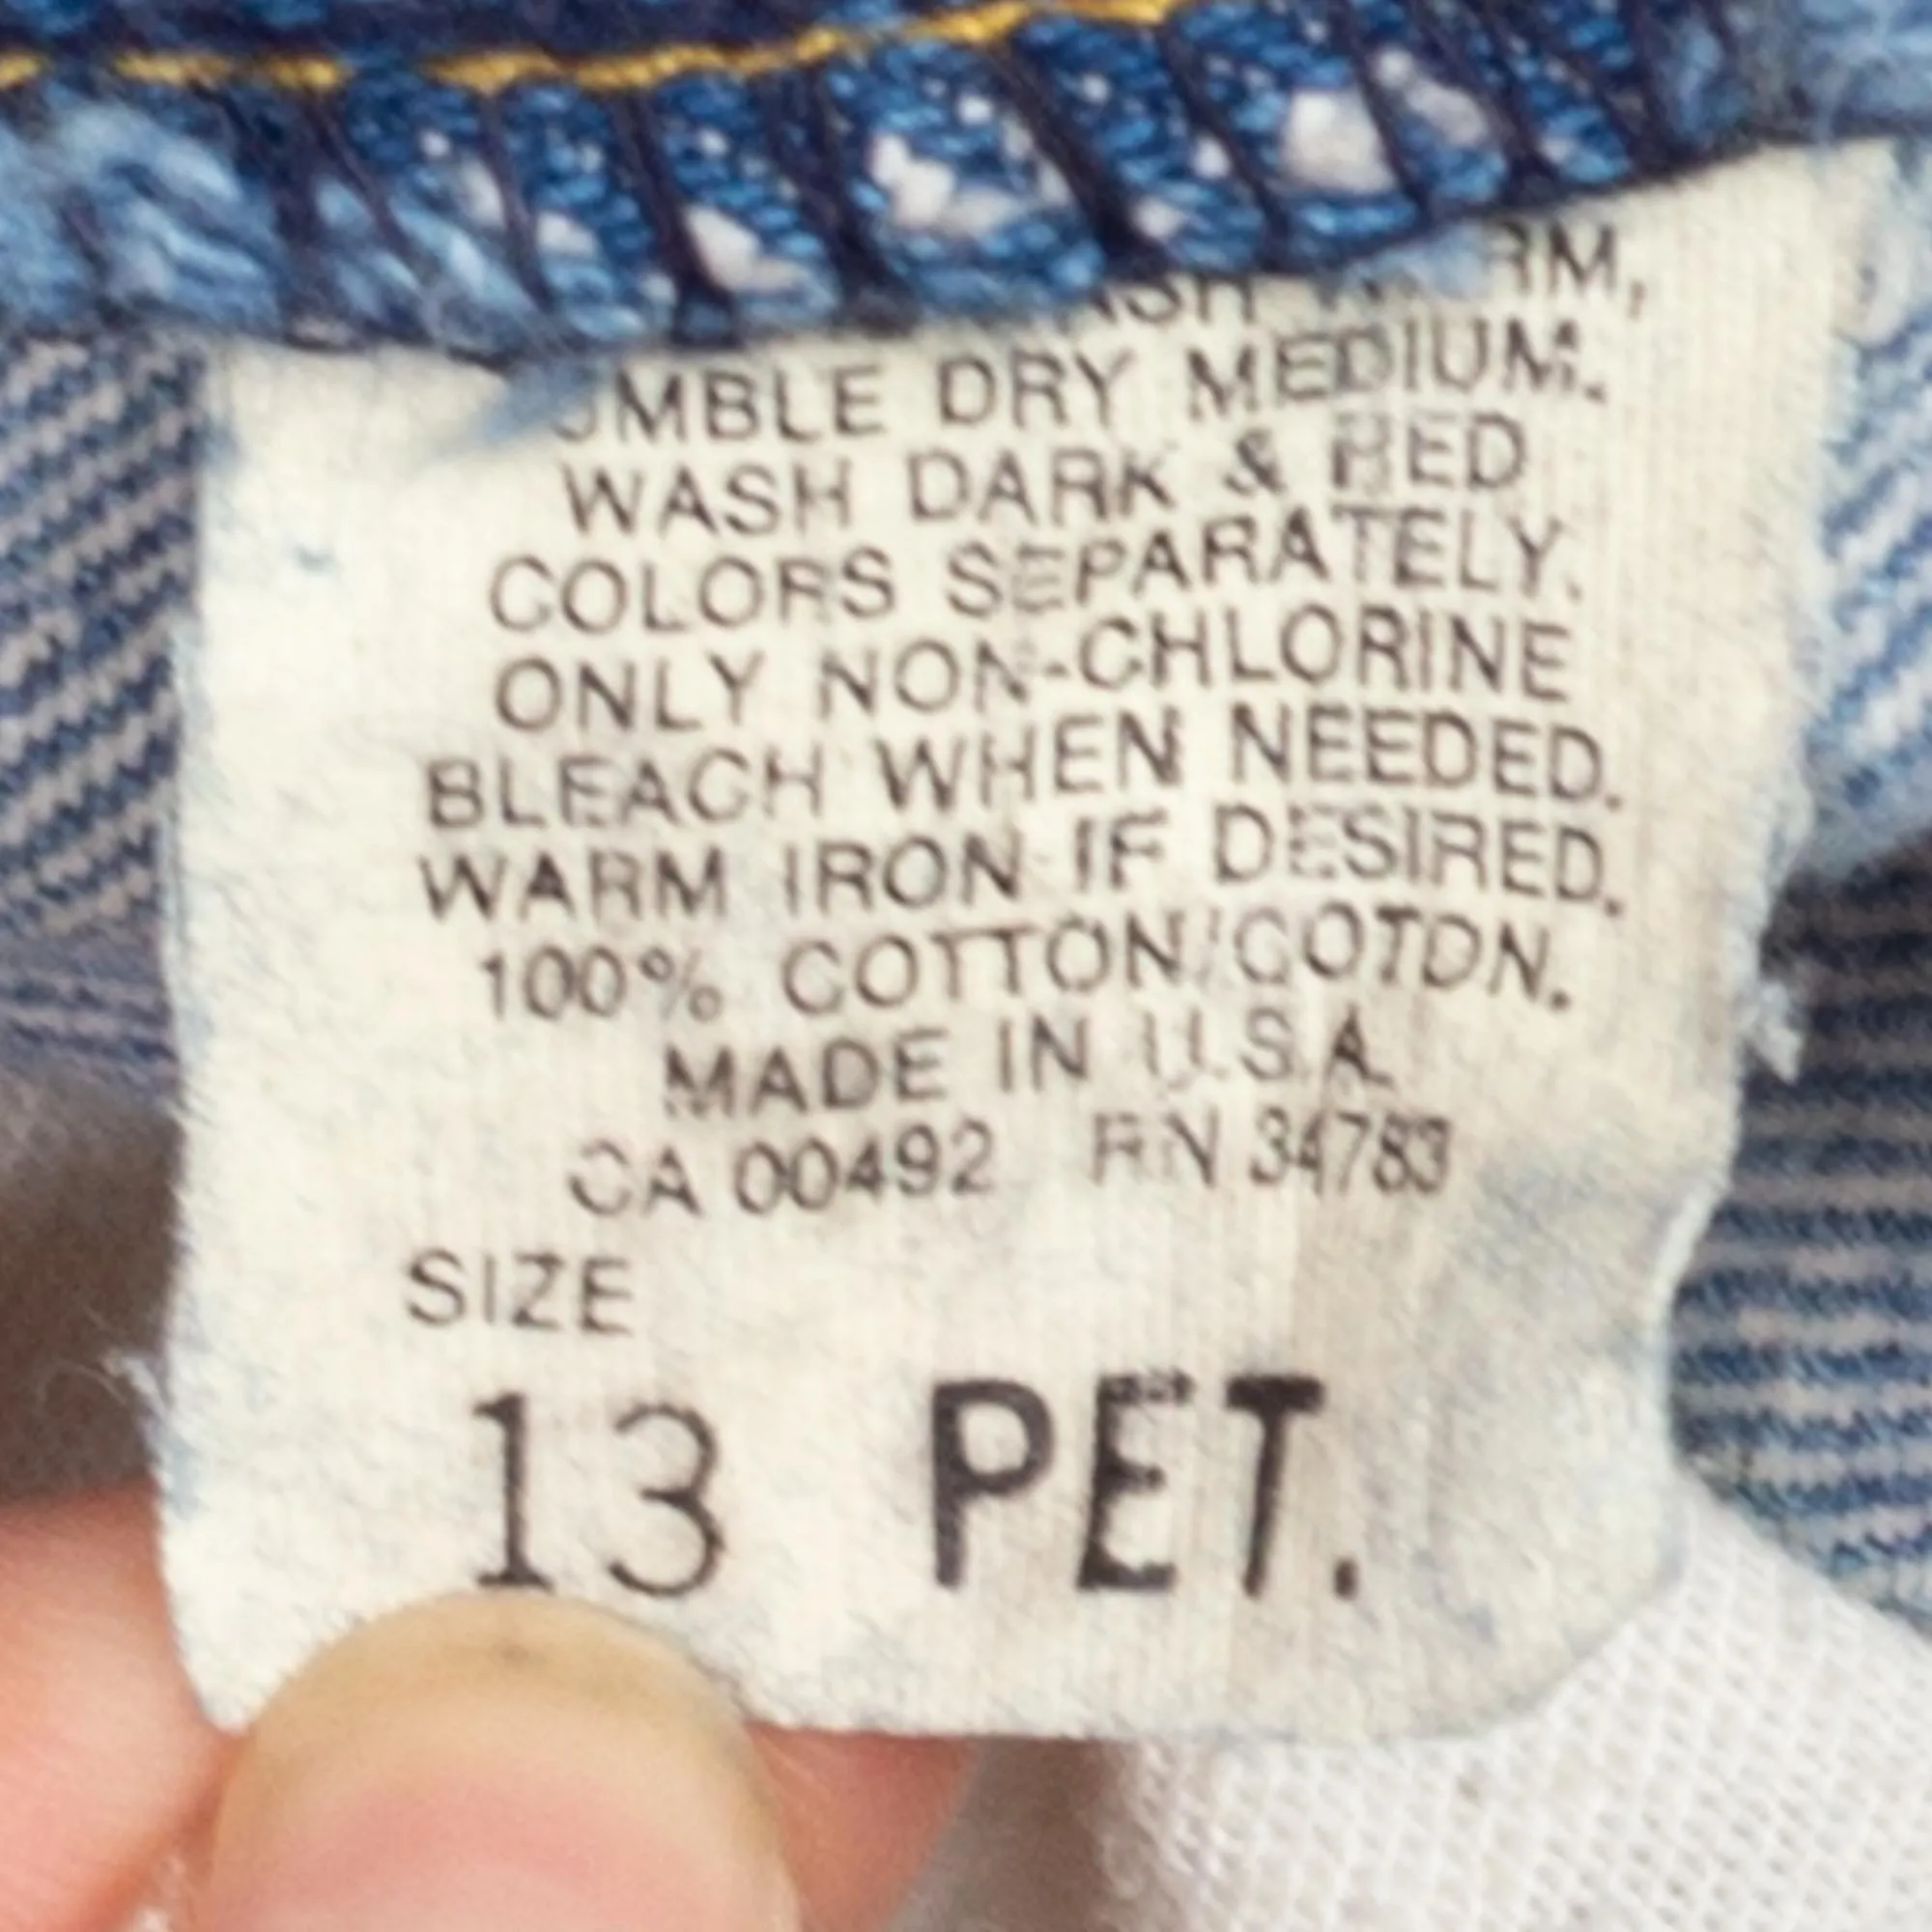 DRY MEDIUM.
WASH DARK & RED
COLORS SEPARATELY.
ONLY NON-CHLORINE
BLEACH WHEN NEEDED.
WARM IRON IF DESIRED.
100% COTTON/COTON.
MADE IN U.S.A.
CA 00492 RN 34783
SIZE
13 PET.